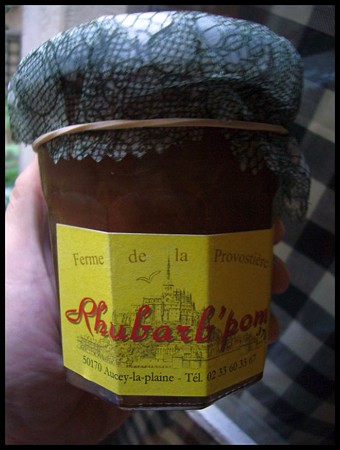 Ferme de la Provostière
Rhubarb'pom
50170 Aucey-la-plaine - Tél. 02 33 60 33 67